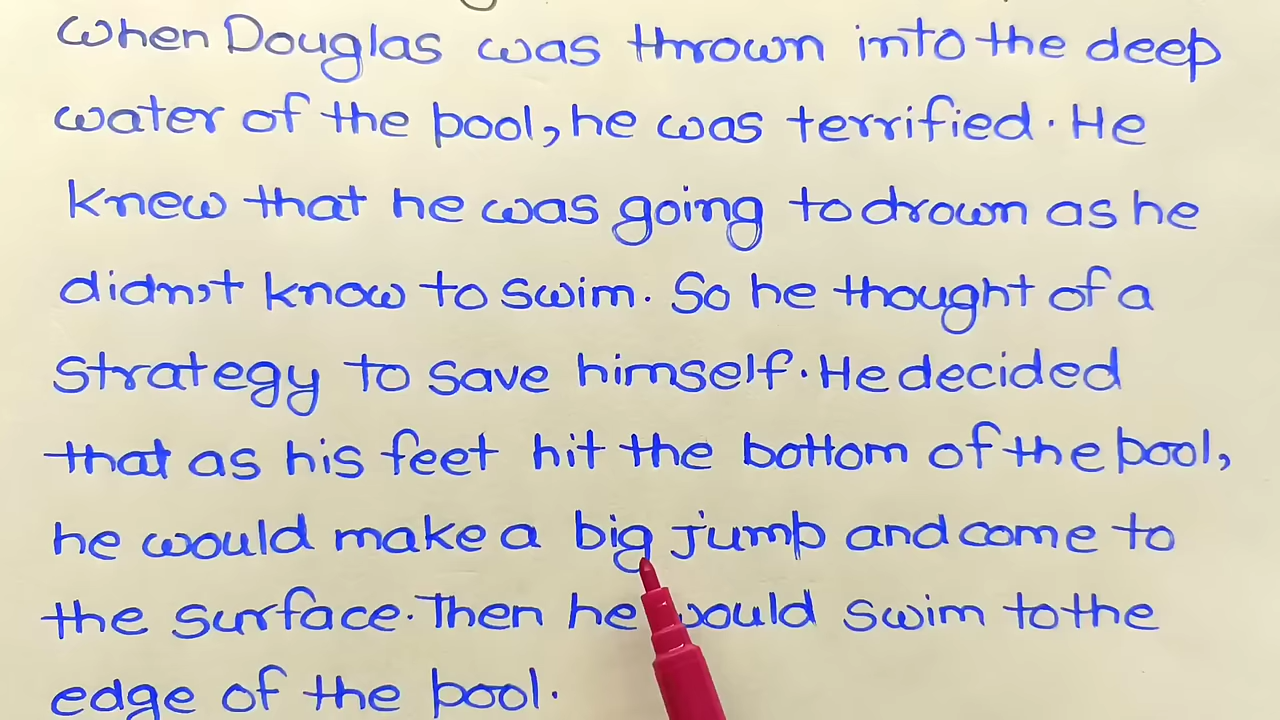 when Douglas was thrown into the deep
water of the pool, he was terrified. He
knew that he was going to drown as he
didn't know to swim. So he thought of a
strategy to save himself. He decided
that as his feet hit the bottom of the pool,
he would make a big jump and come to
the surface. Then he would swim to the
edge of the pool.